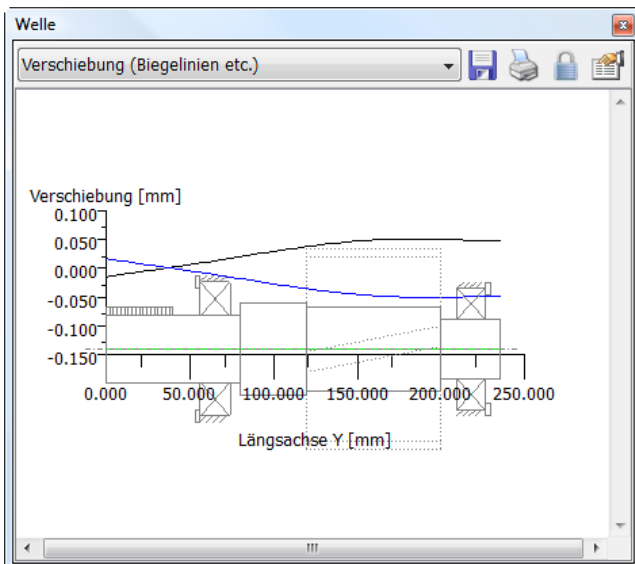 Welle
Verschiebung (Biegelinien etc.)
Verschiebung [mm]
0.100
0.050
0.000
-0.050
-0.100
-0.150
0.000 50.000 100.000 150.000 200.000 250.000
Längsachse Y [mm]